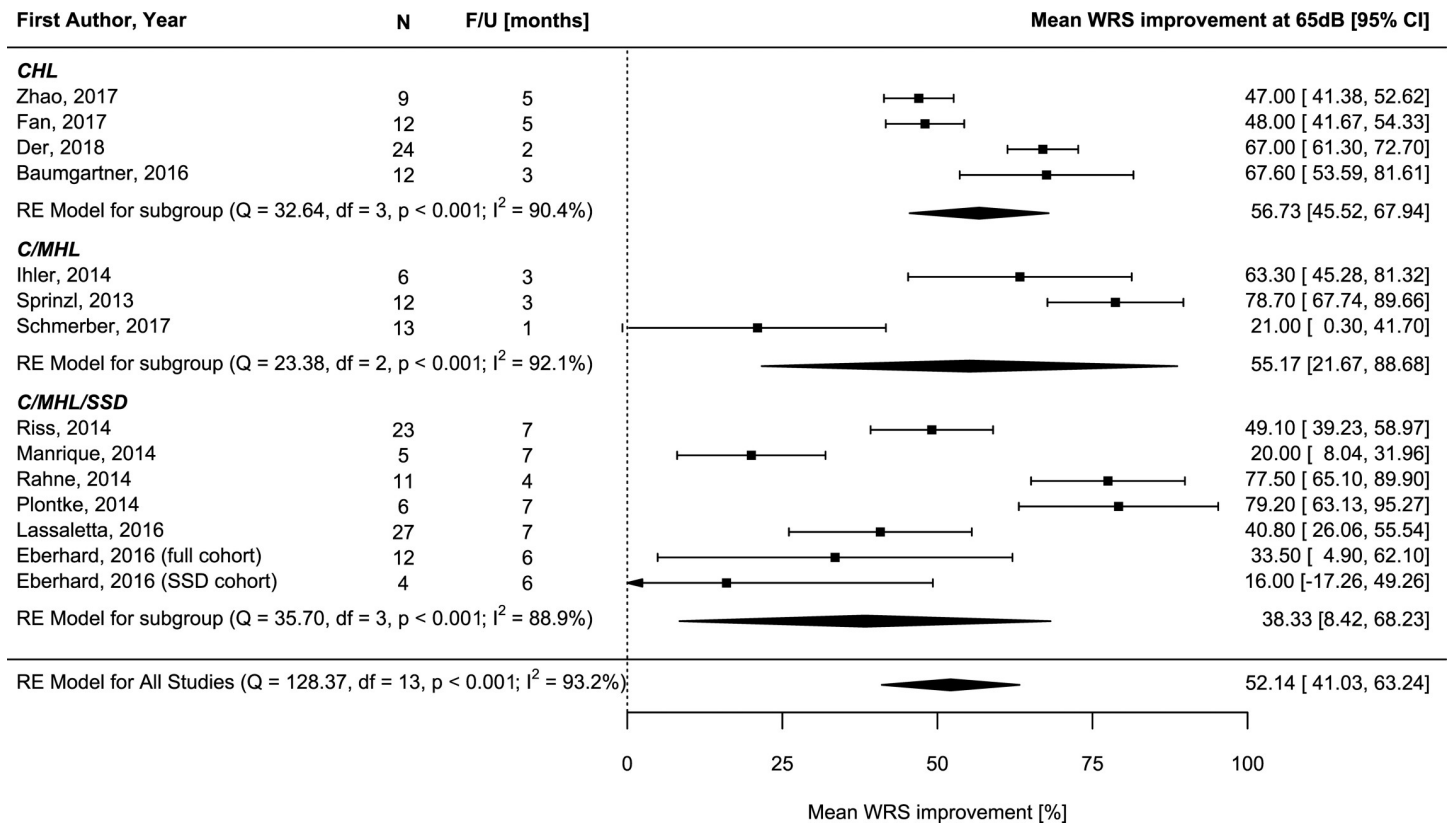 First Author, Year N F/U [months] Mean WRS improvement at 65dB [95% CI]
CHL
Zhao, 2017 9 5 47.00 [ 41.38, 52.62]
Fan, 2017 12 5 48.00 [ 41.67, 54.33]
Der, 2018 24 2 67.00 [ 61.30, 72.70]
Baumgartner, 2016 12 3 67.60 [ 53.59, 81.61]
RE Model for subgroup (Q = 32.64, df = 3, p < 0.001; I² = 90.4%) 56.73 [45.52, 67.94]
C/MHL
Ihler, 2014 6 3 63.30 [ 45.28, 81.32]
Sprinzl, 2013 12 3 78.70 [ 67.74, 89.66]
Schmerber, 2017 13 1 21.00 [ 0.30, 41.70]
RE Model for subgroup (Q = 23.38, df = 2, p < 0.001; I² = 92.1%) 55.17 [21.67, 88.68]
C/MHL/SSD
Riss, 2014 23 7 49.10 [ 39.23, 58.97]
Manrique, 2014 5 7 20.00 [ 8.04, 31.96]
Rahne, 2014 11 4 77.50 [ 65.10, 89.90]
Plontke, 2014 6 7 79.20 [ 63.13, 95.27]
Lassaletta, 2016 27 7 40.80 [ 26.06, 55.54]
Eberhard, 2016 (full cohort) 12 6 33.50 [ 4.90, 62.10]
Eberhard, 2016 (SSD cohort) 4 6 16.00 [-17.26, 49.26]
RE Model for subgroup (Q = 35.70, df = 3, p < 0.001; I² = 88.9%) 38.33 [8.42, 68.23]
RE Model for All Studies (Q = 128.37, df = 13, p < 0.001; I² = 93.2%) 52.14 [ 41.03, 63.24]
0 25 50 75 100
Mean WRS improvement [%]